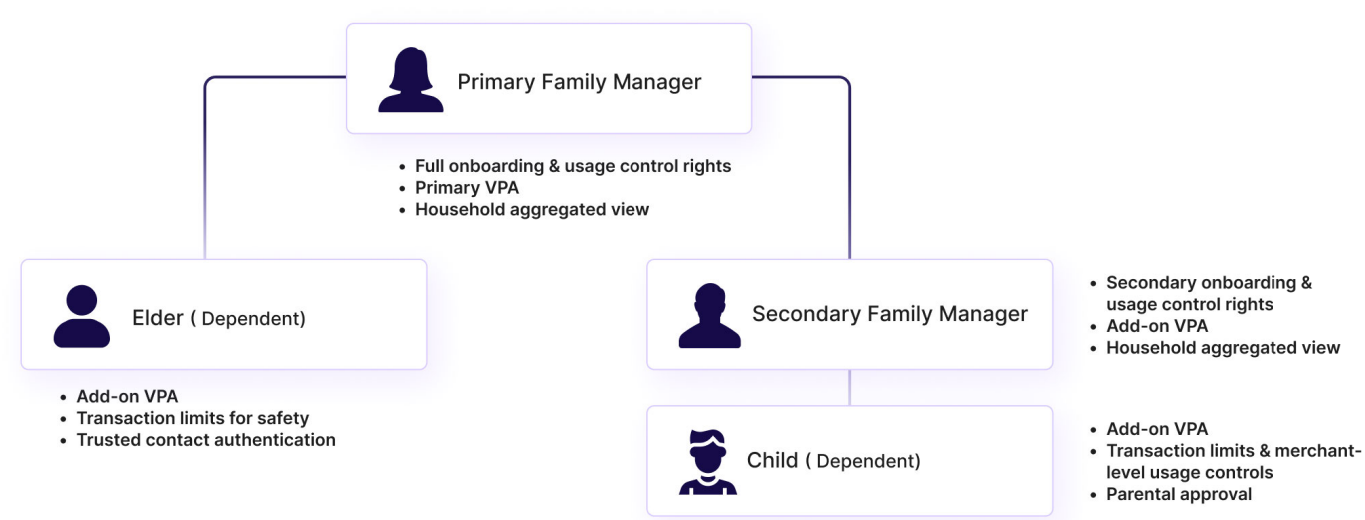 Primary Family Manager
• Full onboarding & usage control rights
• Primary VPA
• Household aggregated view
Elder ( Dependent)
• Add-on VPA
• Transaction limits for safety
• Trusted contact authentication
Secondary Family Manager
• Secondary onboarding &
usage control rights
• Add-on VPA
• Household aggregated view
Child ( Dependent)
• Add-on VPA
• Transaction limits & merchant-
level usage controls
• Parental approval